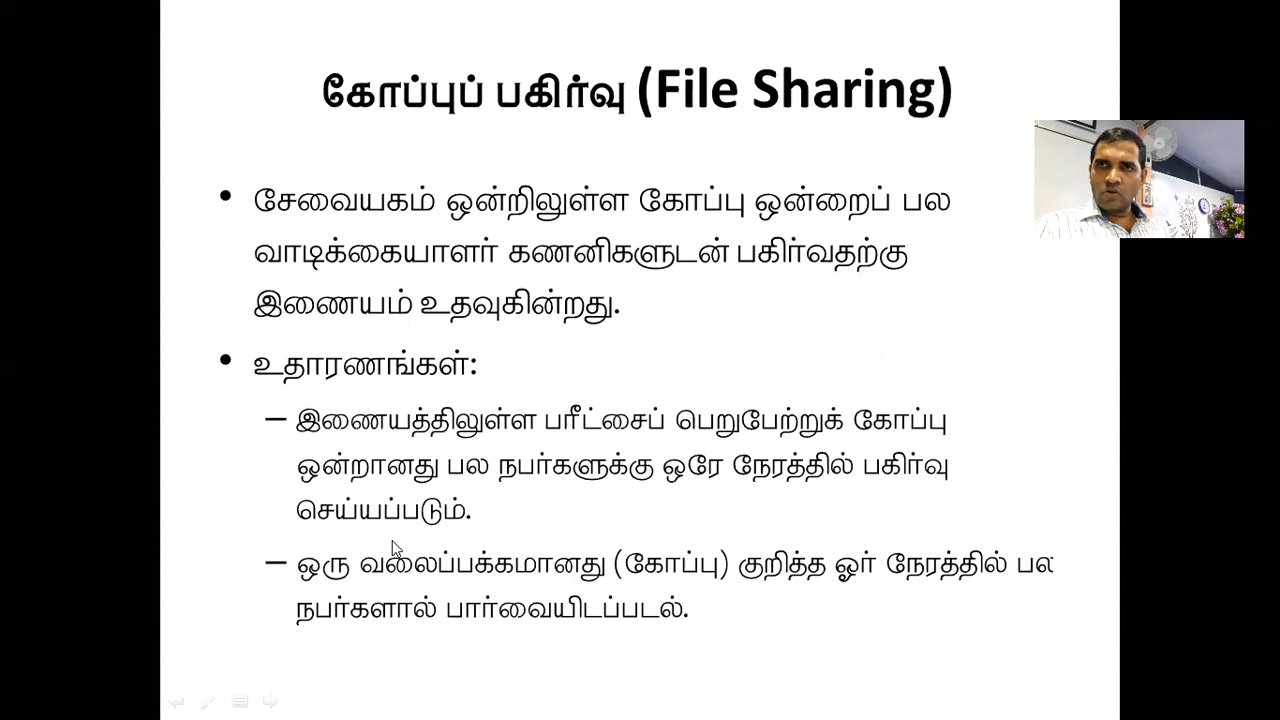 கோப்புப் பகிர்வு (File Sharing)
• சேவையகம் ஒன்றிலுள்ள கோப்பு ஒன்றைப் பல
வாடிக்கையாளர் கணனிகளுடன் பகிர்வதற்கு
இணையம் உதவுகின்றது.
• உதாரணங்கள்:
– இணையத்திலுள்ள பரீட்சைப் பெறுபேற்றுக் கோப்பு
ஒன்றானது பல நபர்களுக்கு ஒரே நேரத்தில் பகிர்வு
செய்யப்படும்.
– ஒரு வலைப்பக்கமானது (கோப்பு) குறித்த ஓர் நேரத்தில் பல
நபர்களால் பார்வையிடப்படல்.